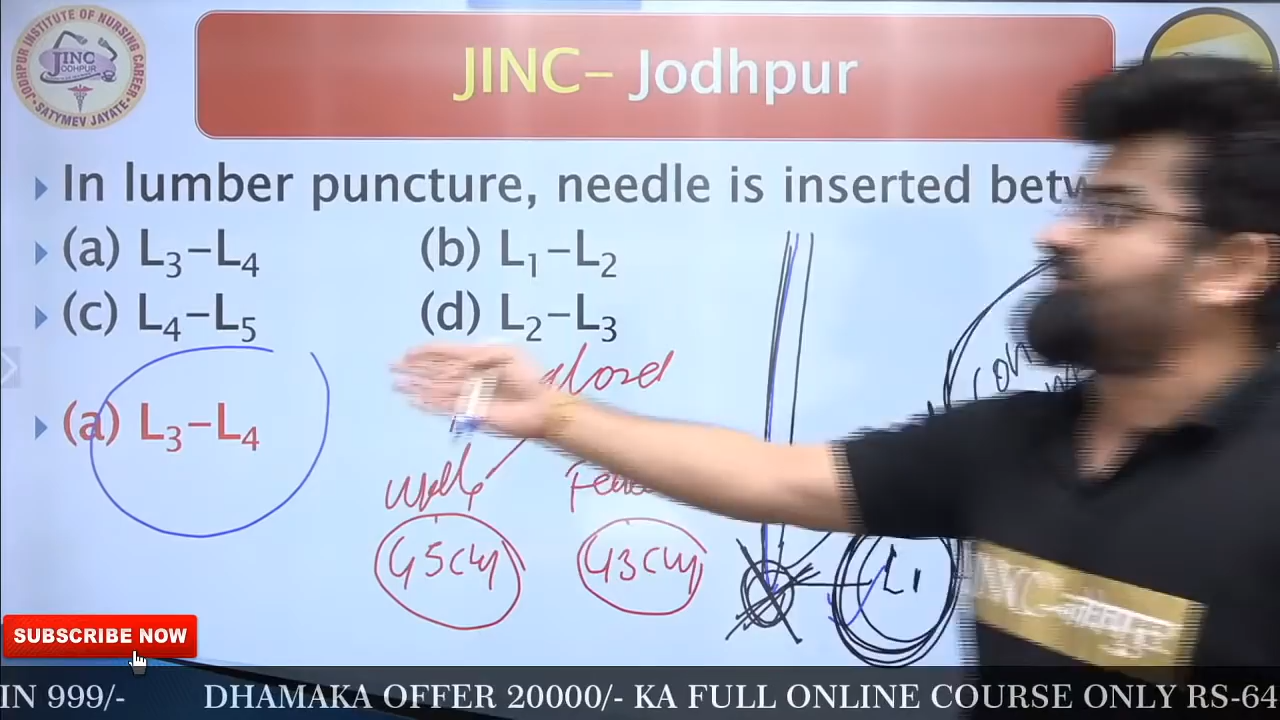 JODHPUR INSTITUTE OF NURSING CAREER
JINC
JODHPUR
SATYMEV JAYATE
JINC- Jodhpur
In lumber puncture, needle is inserted
(a) L3-L4
(b) L1-L2
(c) L4-L5
(d) L2-L3
(a) L3-L4
45cm
43cm
L1
SUBSCRIBE NOW
IN 999/- DHAMAKA OFFER 20000/- KA FULL ONLINE COURSE ONLY RS-64